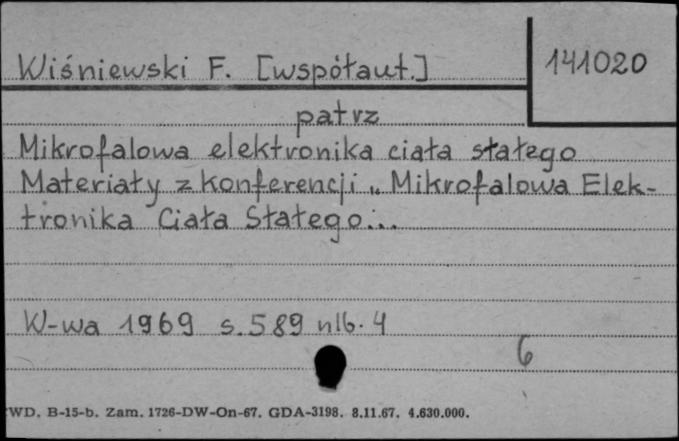 Wiśniewski F. [współaut.]
141020
patrz
Mikrofalowa elektronika ciała stałego
Materiały z konferencji „Mikrofalowa Elek-
tronika Ciała Stałego...
W-wa 1969 s. 589 nlb. 4
6
WD. B-15-b. Zam. 1726-DW-On-67. GDA-3198. 8.11.67. 4.630.000.